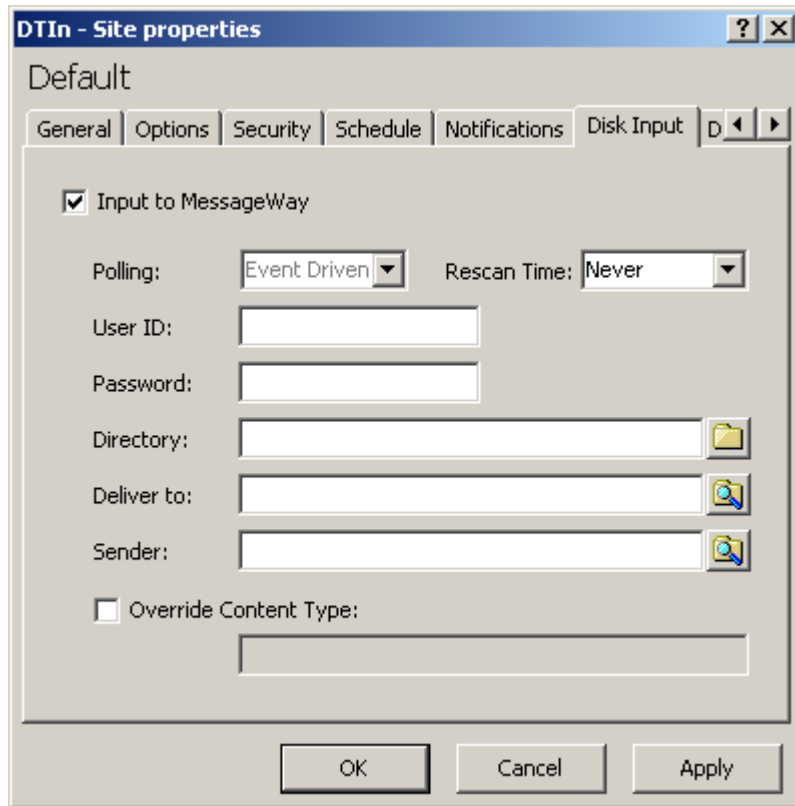 DTIn - Site properties ? X
Default
General Options Security Schedule Notifications Disk Input D
Input to MessageWay
Polling: Event Driven Rescan Time: Never
User ID:
Password:
Directory:
Deliver to:
Sender:
Override Content Type:
OK Cancel Apply